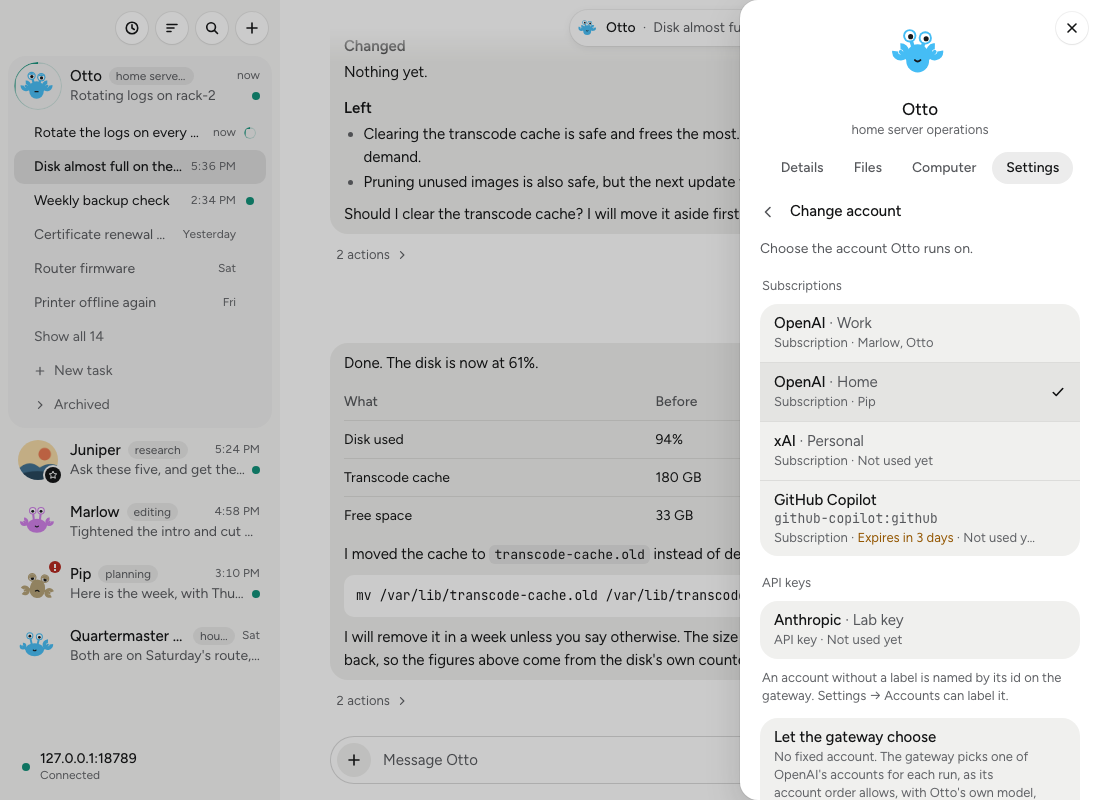 Otto
home serve...
now
Rotating logs on rack-2
Rotate the logs on every ...
now
Disk almost full on the...
5:36 PM
Weekly backup check
2:34 PM
Certificate renewal ...
Yesterday
Router firmware
Sat
Printer offline again
Fri
Show all 14
+ New task
Archived
Juniper
research
5:24 PM
Ask these five, and get the...
Marlow
editing
4:58 PM
Tightened the intro and cut ...
Pip
planning
3:10 PM
Here is the week, with Thu...
Quartermaster ...
hou...
Sat
Both are on Saturday's route,...
127.0.0.1:18789
Connected
Otto · Disk almost fu
Changed
Nothing yet.
Left
• Clearing the transcode cache is safe and frees the most.
demand.
• Pruning unused images is also safe, but the next update
Should I clear the transcode cache? I will move it aside first
2 actions
Done. The disk is now at 61%.
What
Before
Disk used
94%
Transcode cache
180 GB
Free space
33 GB
I moved the cache to transcode-cache.old instead of de
mv /var/lib/transcode-cache.old /var/lib/transcode
I will remove it in a week unless you say otherwise. The size
back, so the figures above come from the disk's own counte
2 actions
Message Otto
Otto
home server operations
Details
Files
Computer
Settings
Change account
Choose the account Otto runs on.
Subscriptions
OpenAI · Work
Subscription · Marlow, Otto
OpenAI · Home
Subscription · Pip
xAI · Personal
Subscription · Not used yet
GitHub Copilot
github-copilot:github
Subscription · Expires in 3 days · Not used y...
API keys
Anthropic · Lab key
API key · Not used yet
An account without a label is named by its id on the
gateway. Settings → Accounts can label it.
Let the gateway choose
No fixed account. The gateway picks one of
OpenAI's accounts for each run, as its
account order allows, with Otto's own model,